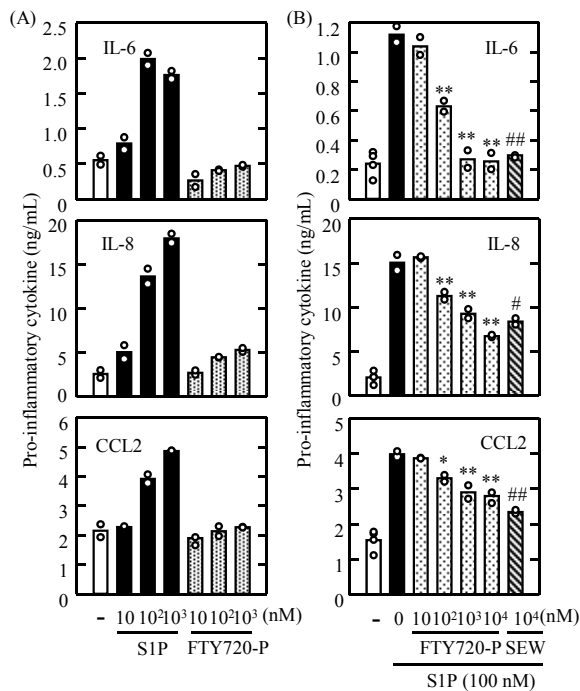 (A)
(B)
Pro-inflammatory cytokine (ng/mL)
IL-6
2.5
2.0
1.5
1.0
0.5
0
IL-8
20
15
10
5
0
CCL2
6
5
4
3
2
1
0
- 10 10² 10³ 10 10² 10³ (nM)
S1P FTY720-P
Pro-inflammatory cytokine (ng/mL)
IL-6
1.2
1.0
0.8
0.6
0.4
0.2
0
** ** ** ##
IL-8
20
15
10
5
0
** ** ** #
CCL2
5
4
3
2
1
0
* ** ** ##
- 0 10 10² 10³ 10⁴ 10⁴ (nM)
FTY720-P SEW
S1P (100 nM)